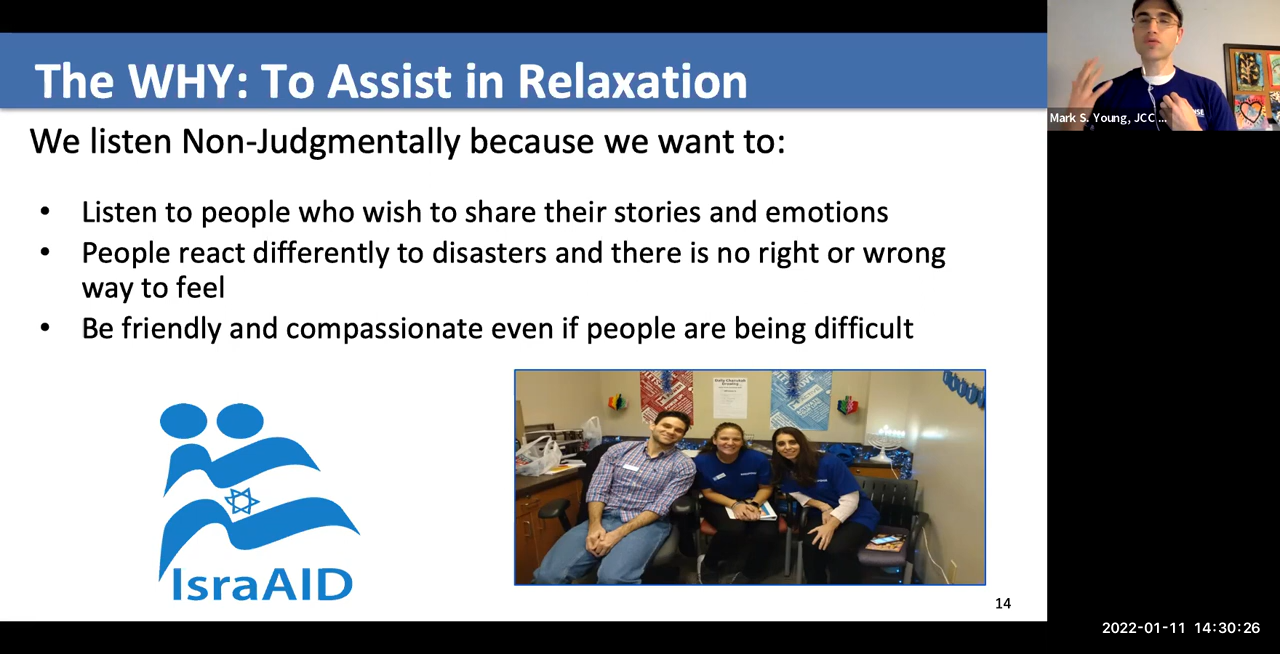 The WHY: To Assist in Relaxation
We listen Non-Judgmentally because we want to:
• Listen to people who wish to share their stories and emotions
• People react differently to disasters and there is no right or wrong
way to feel
• Be friendly and compassionate even if people are being difficult
IsraAID
14
Mark S. Young, JCC ...
2022-01-11 14:30:26